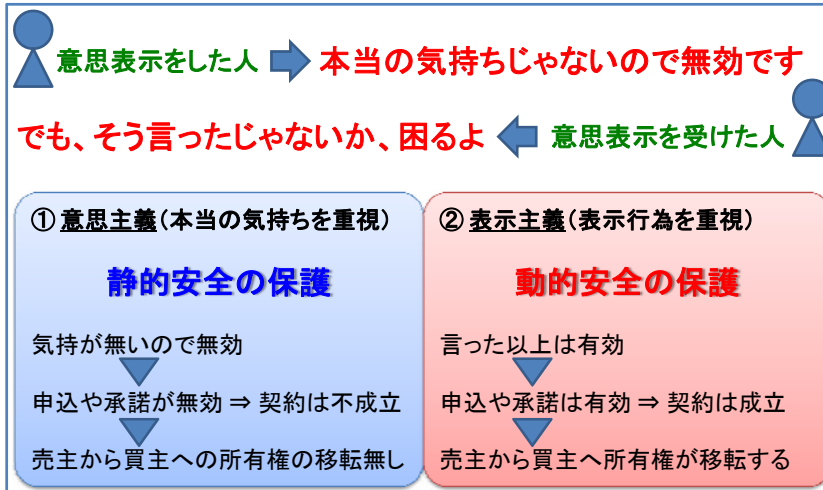 意思表示をした人 ➡ 本当の気持ちじゃないので無効です
でも、そう言ったじゃないか、困るよ ⬅ 意思表示を受けた人
① 意思主義(本当の気持ちを重視)
静的安全の保護
気持が無いので無効
申込や承諾が無効 ⇒ 契約は不成立
売主から買主への所有権の移転無し
② 表示主義(表示行為を重視)
動的安全の保護
言った以上は有効
申込や承諾は有効 ⇒ 契約は成立
売主から買主へ所有権が移転する